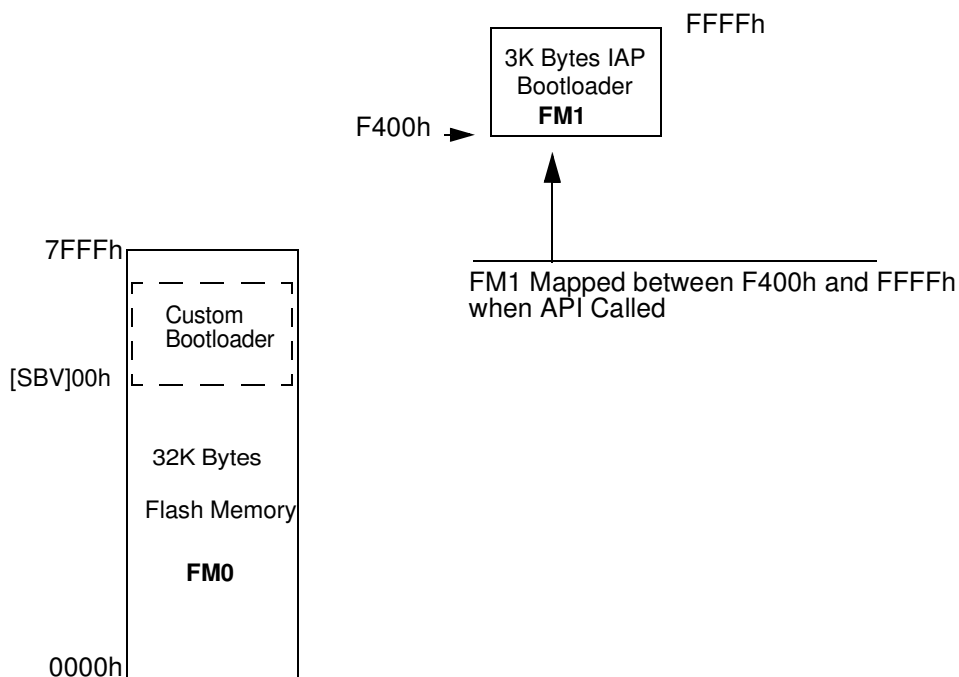 FFFFh
3K Bytes IAP
Bootloader
FM1
F400h
7FFFh
FM1 Mapped between F400h and FFFFh
when API Called
Custom
Bootloader
[SBV]00h
32K Bytes
Flash Memory
FM0
0000h